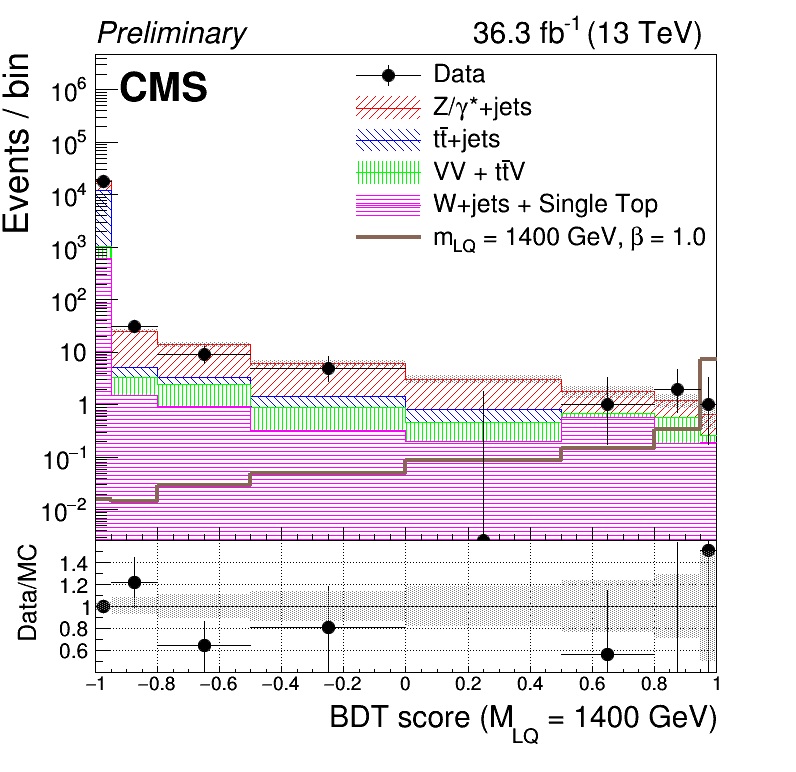 Preliminary 36.3 fb⁻¹ (13 TeV)
CMS
Events / bin
10⁶
10⁵
10⁴
10³
10²
10
1
10⁻¹
10⁻²
Data
Z/γ*+jets
tt̄+jets
VV + tt̄V
W+jets + Single Top
m_LQ = 1400 GeV, β = 1.0
Data/MC
1.4
1.2
1
0.8
0.6
−1 −0.8 −0.6 −0.4 −0.2 0 0.2 0.4 0.6 0.8 1
BDT score (M_LQ = 1400 GeV)